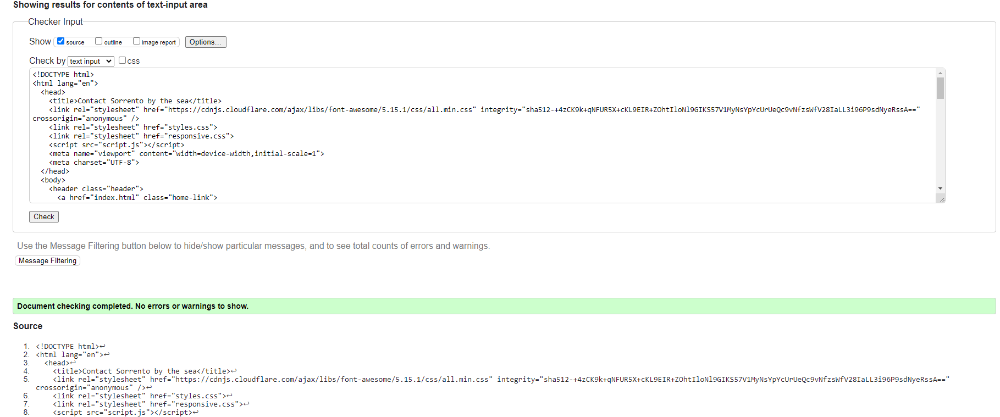 Showing results for contents of text-input area
Checker Input
Show source outline image report Options...
Check by text input css
<!DOCTYPE html>
<html lang="en">
<head>
<title>Contact Sorrento by the sea</title>
<link rel="stylesheet" href="https://cdnjs.cloudflare.com/ajax/libs/font-awesome/5.15.1/css/all.min.css" integrity="sha512-+4zCK9k+qNFUR5X+cKL9EIR+ZOhtIloNl9GIKS57V1MyNsYpYcUrUeQc9vNfzsWfV28IaLL3i96P9sdNyeRssA=="
crossorigin="anonymous" />
<link rel="stylesheet" href="styles.css">
<link rel="stylesheet" href="responsive.css">
<script src="script.js"></script>
<meta name="viewport" content="width=device-width,initial-scale=1">
<meta charset="UTF-8">
</head>
<body>
<header class="header">
<a href="index.html" class="home-link">
Check
Use the Message Filtering button below to hide/show particular messages, and to see total counts of errors and warnings.
Message Filtering
Document checking completed. No errors or warnings to show.
Source
1. <!DOCTYPE html>↩
2. <html lang="en">↩
3. <head>↩
4. <title>Contact Sorrento by the sea</title>↩
5. <link rel="stylesheet" href="https://cdnjs.cloudflare.com/ajax/libs/font-awesome/5.15.1/css/all.min.css" integrity="sha512-+4zCK9k+qNFUR5X+cKL9EIR+ZOhtIloNl9GIKS57V1MyNsYpYcUrUeQc9vNfzsWfV28IaLL3i96P9sdNyeRssA=="
crossorigin="anonymous" />↩
6. <link rel="stylesheet" href="styles.css">↩
7. <link rel="stylesheet" href="responsive.css">↩
8. <script src="script.js"></script>↩